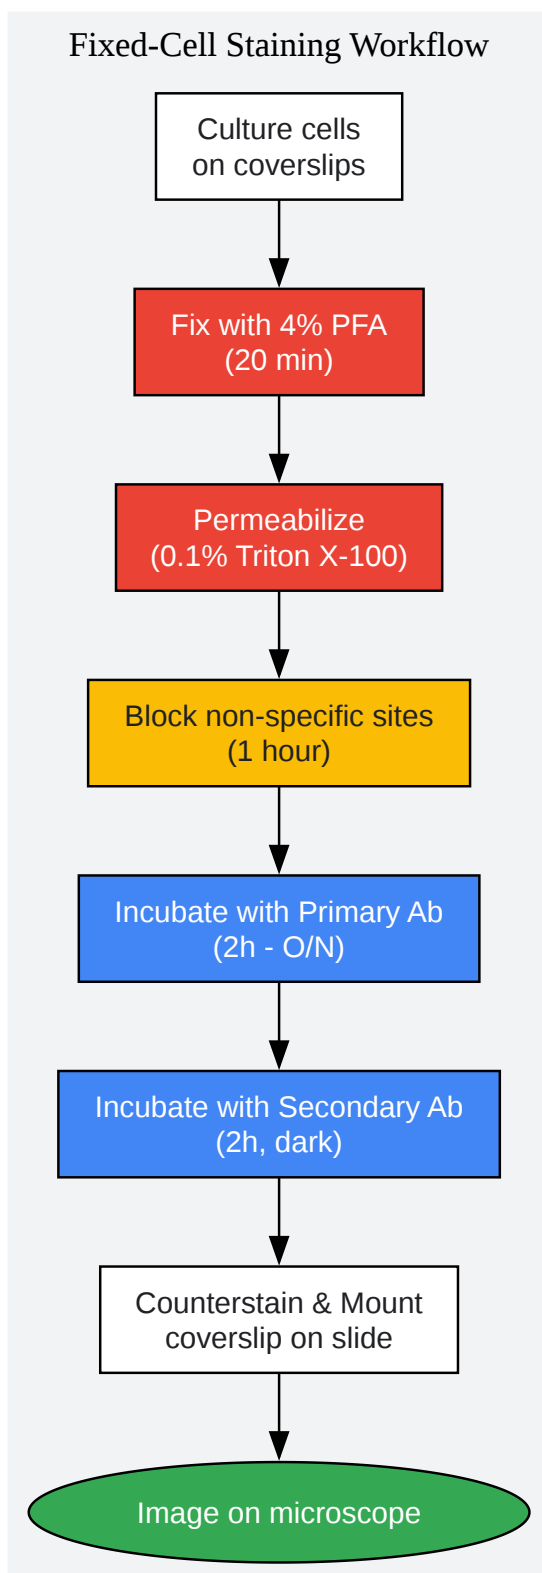 Fixed-Cell Staining Workflow
Culture cells
on coverslips
Fix with 4% PFA
(20 min)
Permeabilize
(0.1% Triton X-100)
Block non-specific sites
(1 hour)
Incubate with Primary Ab
(2h - O/N)
Incubate with Secondary Ab
(2h, dark)
Counterstain & Mount
coverslip on slide
Image on microscope